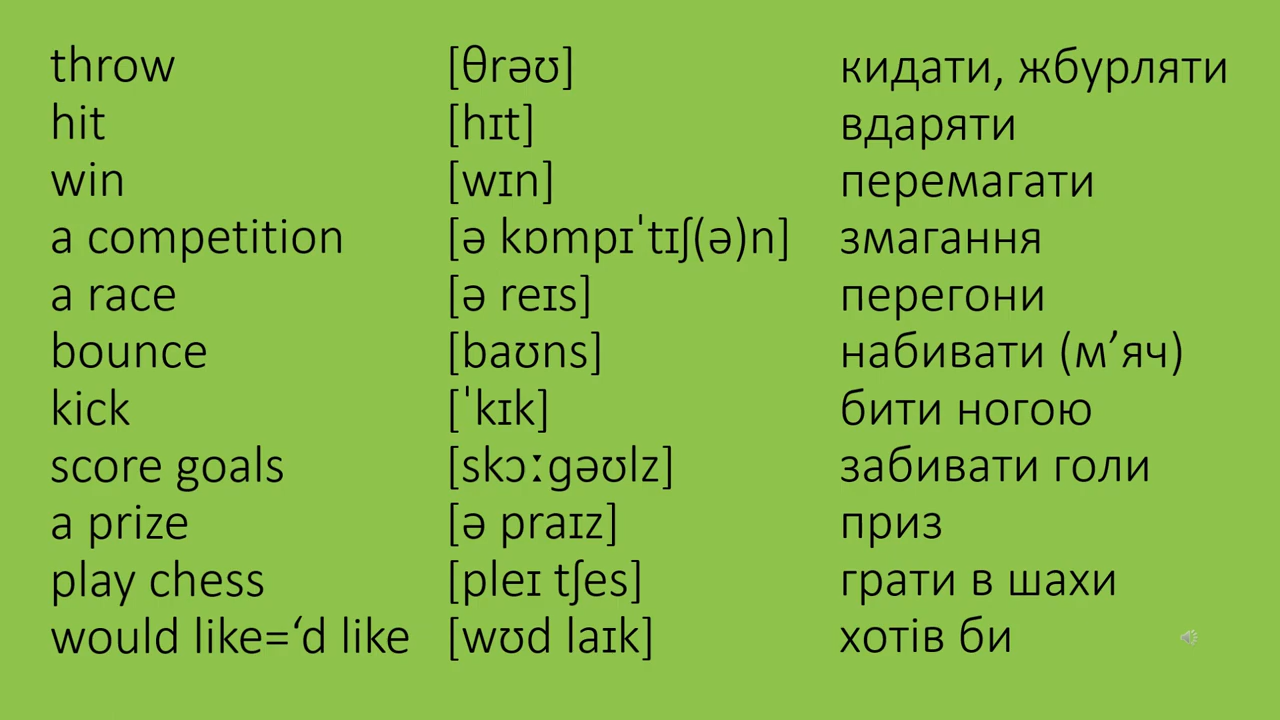 throw [θrəʊ] кидати, жбурляти
hit [hɪt] вдаряти
win [wɪn] перемагати
a competition [ə kɒmpɪˈtɪʃ(ə)n] змагання
a race [ə reɪs] перегони
bounce [baʊns] набивати (м’яч)
kick [ˈkɪk] бити ногою
score goals [skɔːgəʊlz] забивати голи
a prize [ə praɪz] приз
play chess [pleɪ tʃes] грати в шахи
would like=‘d like [wʊd laɪk] хотів би